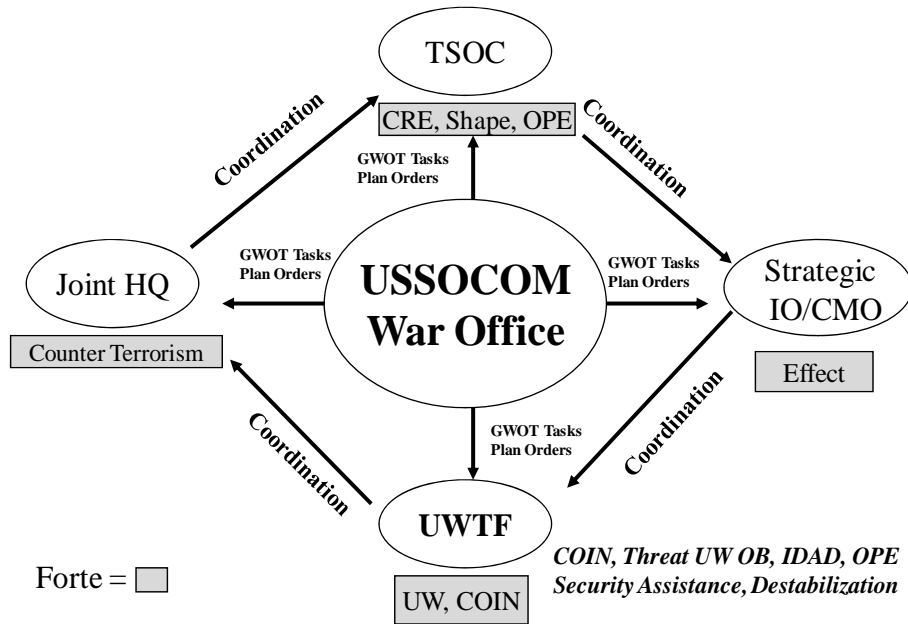 TSOC
CRE, Shape, OPE
Coordination
Coordination
GWOT Tasks
Plan Orders
Joint HQ
Counter Terrorism
GWOT Tasks
Plan Orders
USSOCOM
War Office
GWOT Tasks
Plan Orders
Strategic
IO/CMO
Effect
GWOT Tasks
Plan Orders
Coordination
Coordination
UWTF
UW, COIN
COIN, Threat UW OB, IDAD, OPE
Security Assistance, Destabilization
Forte =